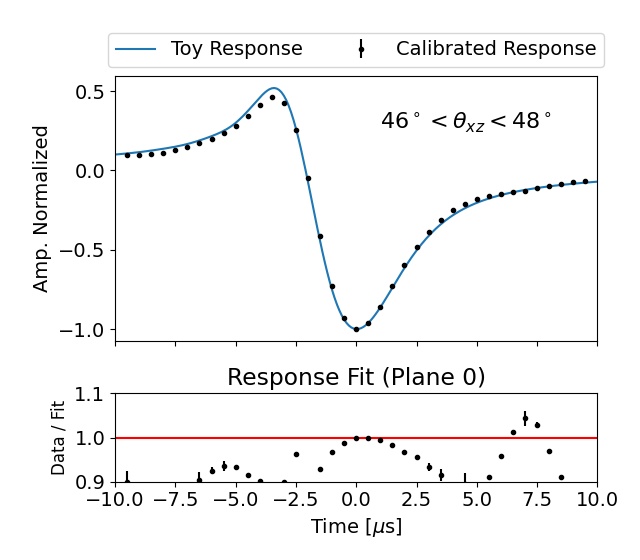 Toy Response Calibrated Response
0.5
0.0
−0.5
−1.0
Amp. Normalized
46° < θxz < 48°
Response Fit (Plane 0)
1.1
1.0
0.9
Data / Fit
−10.0 −7.5 −5.0 −2.5 0.0 2.5 5.0 7.5 10.0
Time [μs]